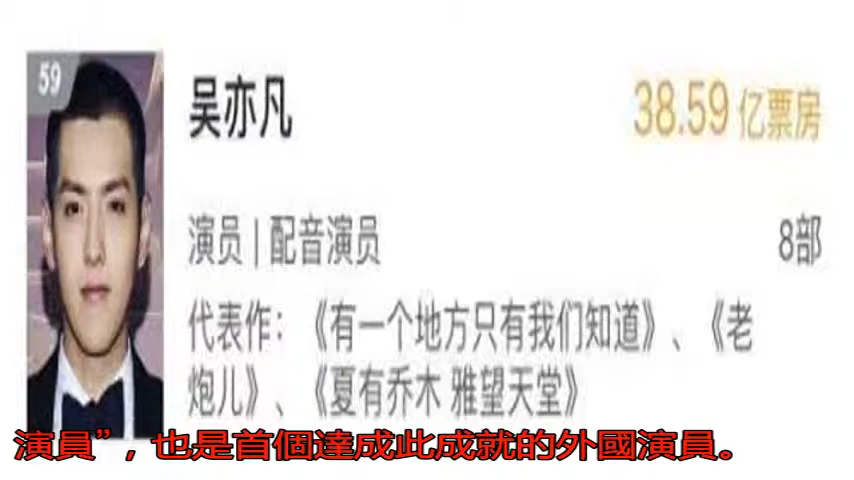 59
吴亦凡
38.59 亿票房
演员 | 配音演员
8部
代表作：《有一个地方只有我们知道》、《老
炮儿》、《夏有乔木 雅望天堂》
演員”，也是首個達成此成就的外國演員。